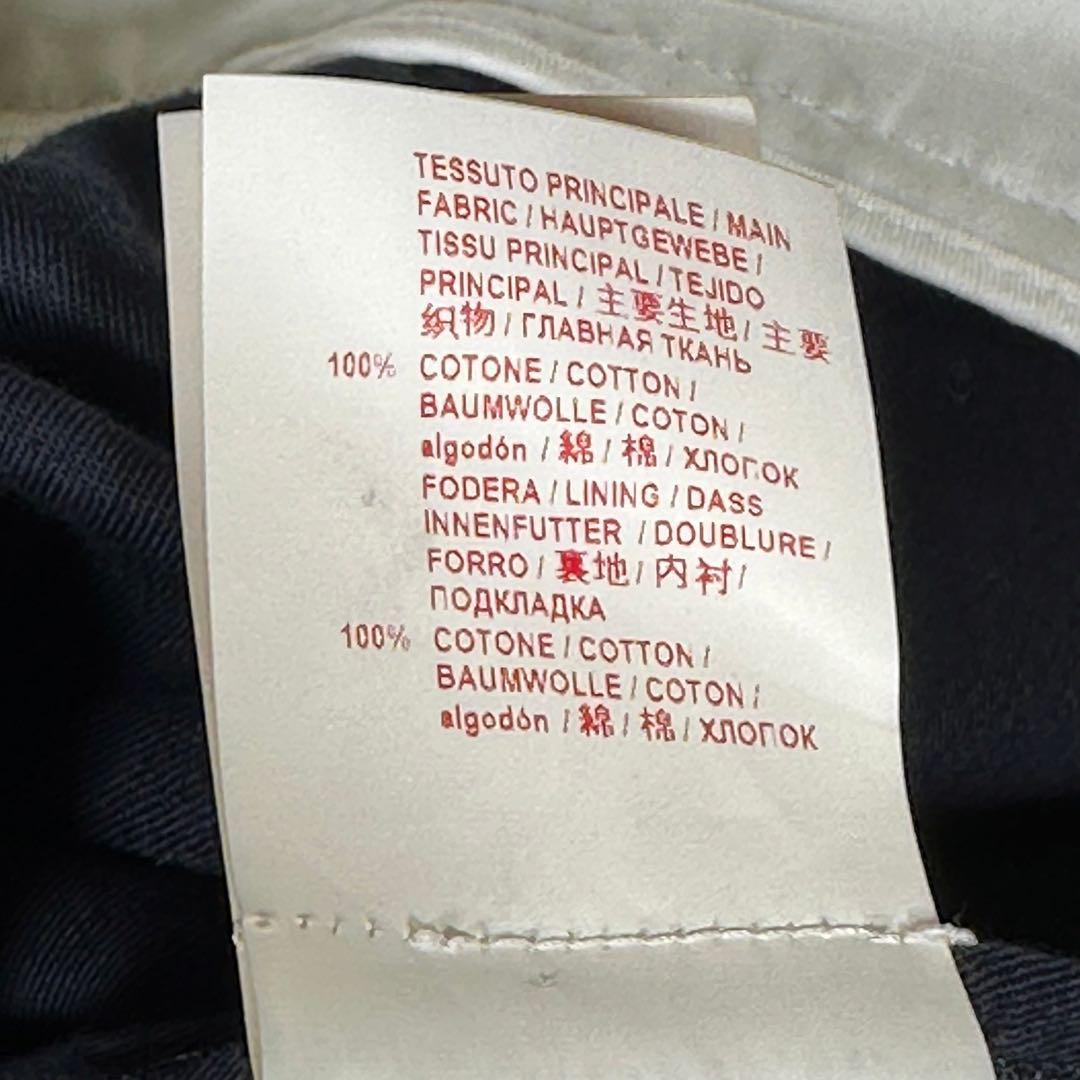 TESSUTO PRINCIPALE / MAIN
FABRIC / HAUPTGEWEBE /
TISSU PRINCIPAL / TEJIDO
PRINCIPAL / 主要生地 / 主要
织物 / ГЛАВНАЯ ТКАНЬ
100% COTONE / COTTON /
BAUMWOLLE / COTON /
algodón / 綿 / 棉 / ХЛОПОК
FODERA / LINING / DASS
INNENFUTTER / DOUBLURE /
FORRO / 裏地 / 内衬 /
ПОДКЛАДКА
100% COTONE / COTTON /
BAUMWOLLE / COTON /
algodón / 綿 / 棉 / ХЛОПОК